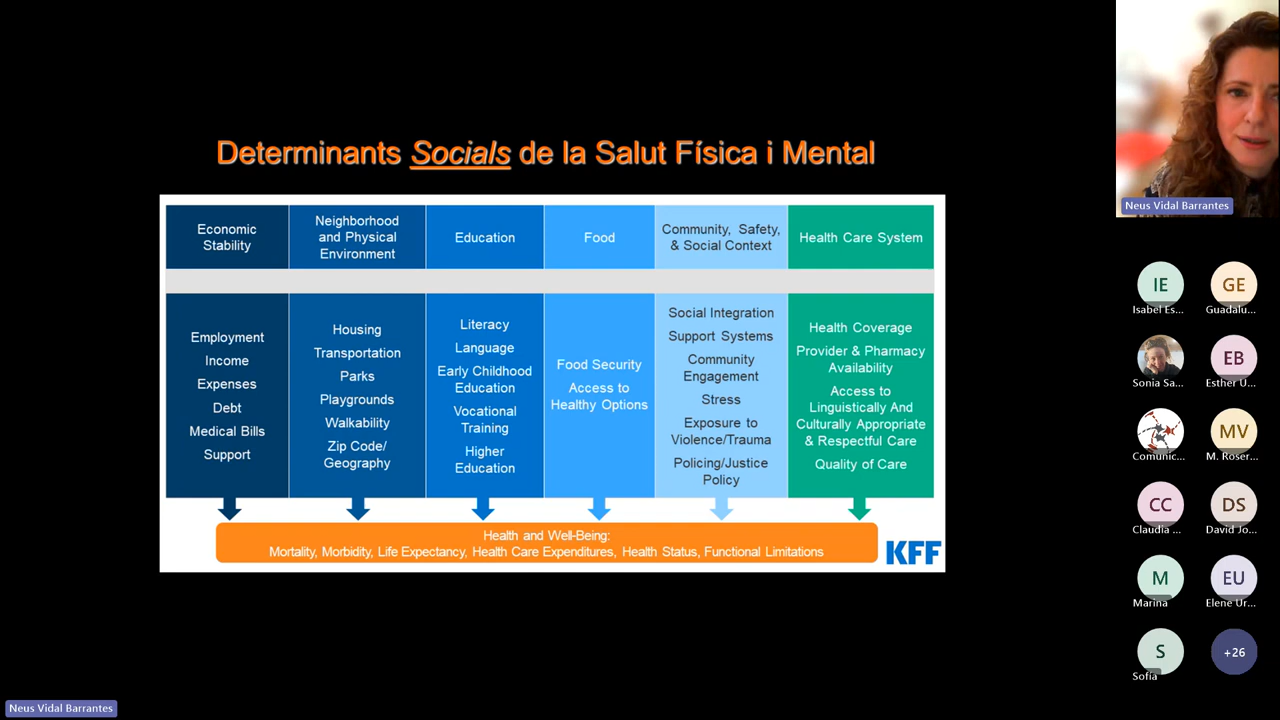 Determinants Socials de la Salut Física i Mental
Economic
Stability
Neighborhood
and Physical
Environment
Education
Food
Community, Safety,
& Social Context
Health Care System
Employment
Income
Expenses
Debt
Medical Bills
Support
Housing
Transportation
Parks
Playgrounds
Walkability
Zip Code/
Geography
Literacy
Language
Early Childhood
Education
Vocational
Training
Higher
Education
Food Security
Access to
Healthy Options
Social Integration
Support Systems
Community
Engagement
Stress
Exposure to
Violence/Trauma
Policing/Justice
Policy
Health Coverage
Provider & Pharmacy
Availability
Access to
Linguistically And
Culturally Appropriate
& Respectful Care
Quality of Care
Health and Well-Being:
Mortality, Morbidity, Life Expectancy, Health Care Expenditures, Health Status, Functional Limitations
KFF
Neus Vidal Barrantes
IE
Isabel Es...
GE
Guadalu...
Sonia Sa...
EB
Esther U...
Comunic...
MV
M. Roser...
CC
Claudia ...
DS
David Jo...
M
Marina
EU
Elene Ur...
S
Sofía
+26
Neus Vidal Barrantes